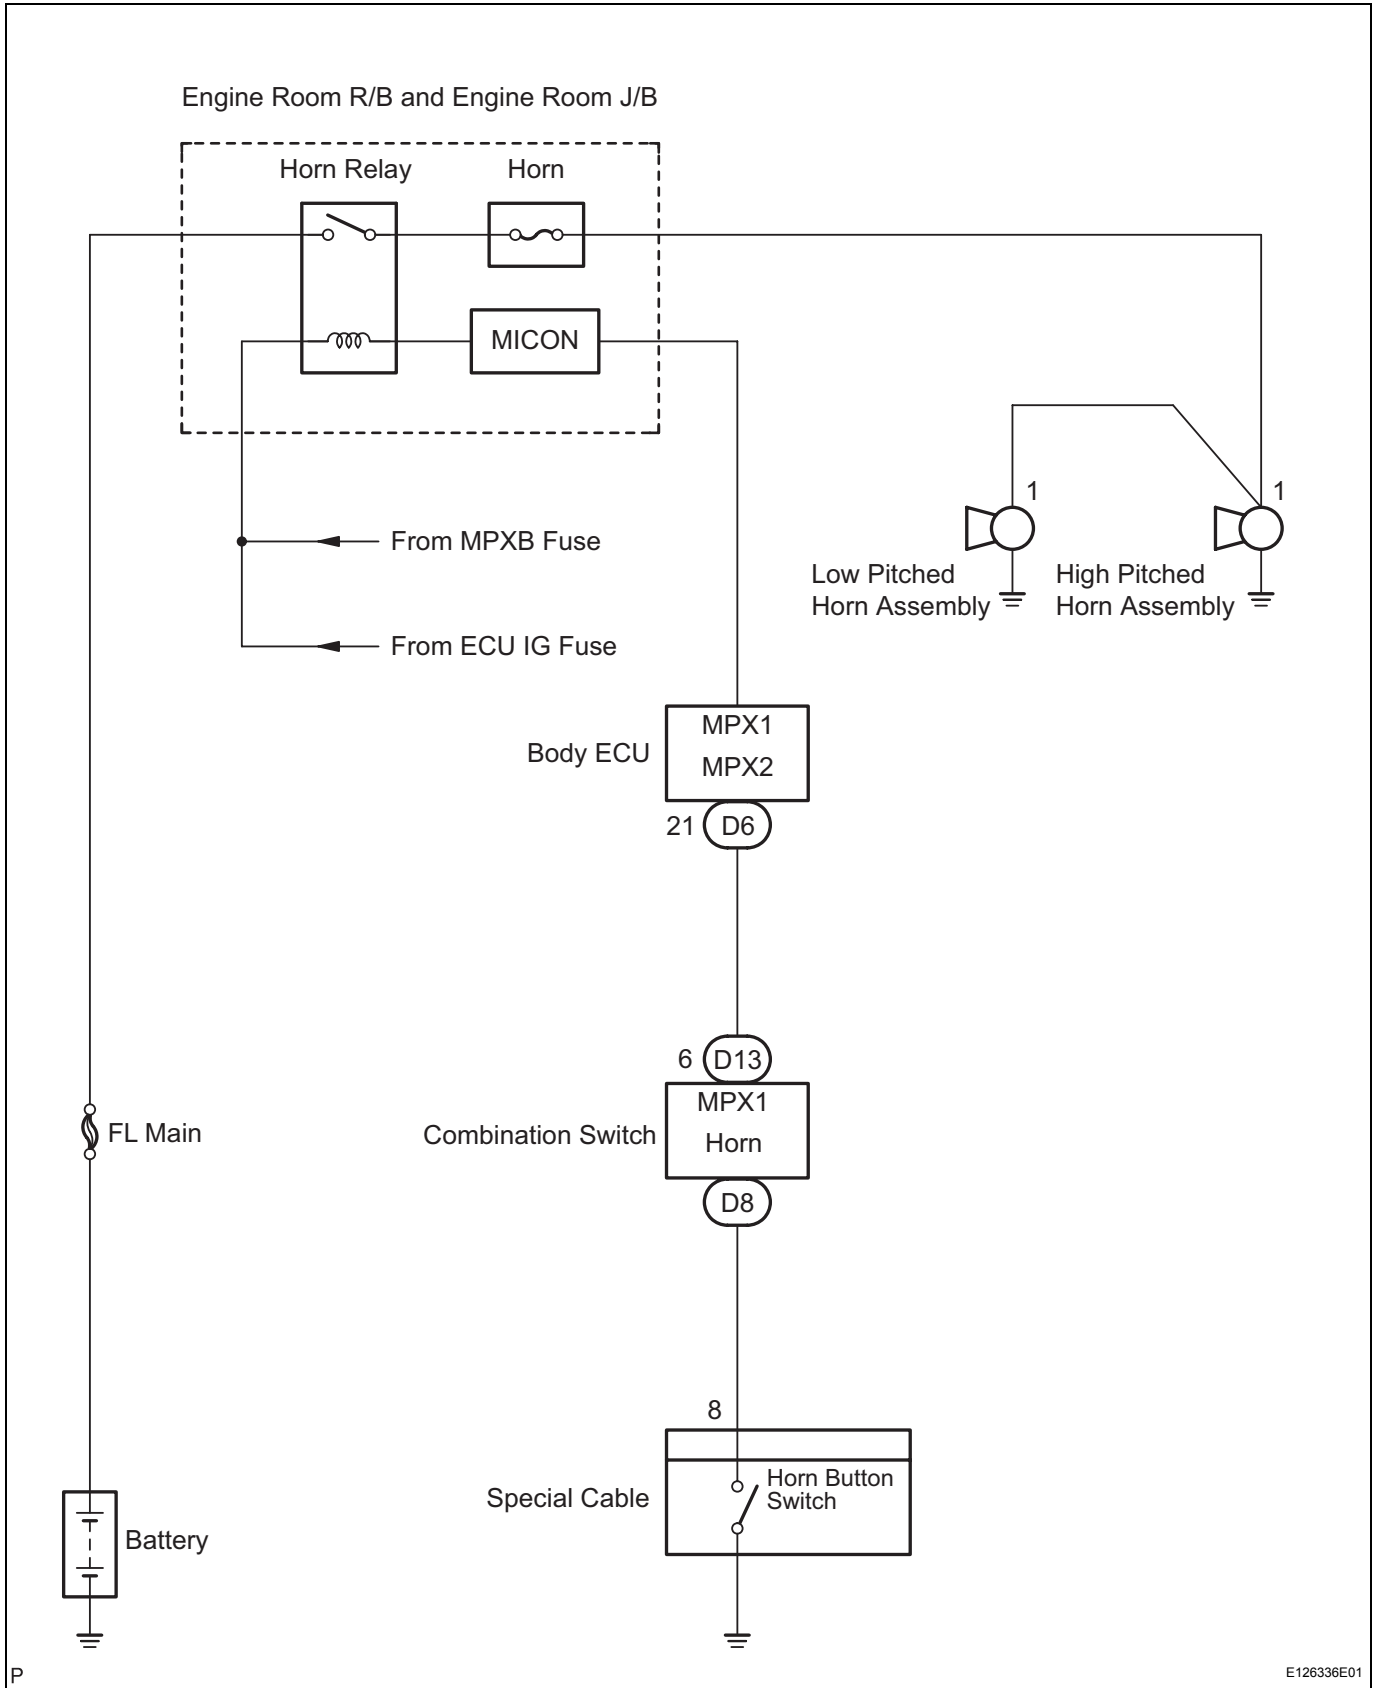 Engine Room R/B and Engine Room J/B
Horn Relay
Horn
MICON
1
1
From MPXB Fuse
Low Pitched
Horn Assembly
High Pitched
Horn Assembly
From ECU IG Fuse
Body ECU
MPX1
MPX2
21
D6
6
D13
FL Main
Combination Switch
MPX1
Horn
D8
8
Special Cable
Horn Button
Switch
Battery
P
E126336E01